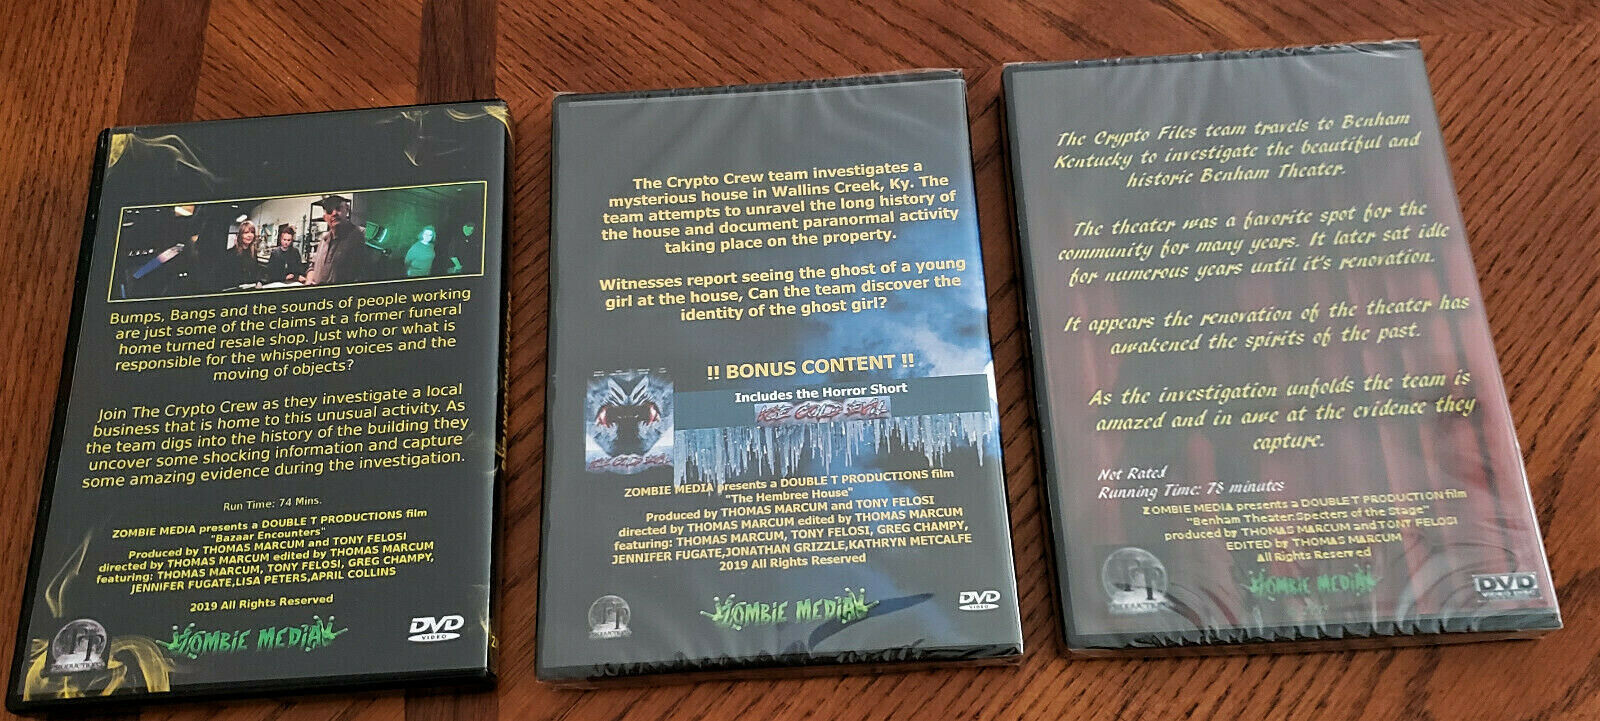 Bumps, Bangs and the sounds of people working
are just some of the claims at a former funeral
home turned resale shop. Just who or what is
responsible for the whispering voices and the
moving of objects?
Join The Crypto Crew as they investigate a local
business that is home to this unusual activity. As
the team digs into the history of the building they
uncover some shocking information and capture
some amazing evidence during the investigation.
Run Time: 74 Mins.
ZOMBIE MEDIA presents a DOUBLE T PRODUCTIONS film
"Bazaar Encounters"
Produced by THOMAS MARCUM and TONY FELOSI
directed by THOMAS MARCUM edited by THOMAS MARCUM
featuring: THOMAS MARCUM, TONY FELOSI, GREG CHAMPY,
JENNIFER FUGATE,LISA PETERS,APRIL COLLINS
2019 All Rights Reserved
ZOMBIE MEDIA
DVD
VIDEO
The Crypto Crew team investigates a
mysterious house in Wallins Creek, Ky. The
team attempts to unravel the long history of
the house and document paranormal activity
taking place on the property.
Witnesses report seeing the ghost of a young
girl at the house, Can the team discover the
identity of the ghost girl?
!! BONUS CONTENT !!
Includes the Horror Short
ICE COLD EVIL
ICE COLD EVIL
ZOMBIE MEDIA presents a DOUBLE T PRODUCTIONS film
"The Hembree House"
Produced by THOMAS MARCUM and TONY FELOSI
directed by THOMAS MARCUM edited by THOMAS MARCUM
featuring: THOMAS MARCUM, TONY FELOSI, GREG CHAMPY,
JENNIFER FUGATE,JONATHAN GRIZZLE,KATHRYN METCALFE
2019 All Rights Reserved
ZOMBIE MEDIA
DVD
VIDEO
The Crypto Files team travels to Benham
Kentucky to investigate the beautiful and
historic Benham Theater.
The theater was a favorite spot for the
community for many years. It later sat idle
for numerous years until it's renovation.
It appears the renovation of the theater has
awakened the spirits of the past.
As the investigation unfolds the team is
amazed and in awe at the evidence they
capture.
Not Rated
Running Time: 78 minutes
ZOMBIE MEDIA presents a DOUBLE T PRODUCTION film
"Benham Theater:Specters of the Stage"
produced by THOMAS MARCUM and TONY FELOSI
EDITED by THOMAS MARCUM
All Rights Reserved
ZOMBIE MEDIA
DVD